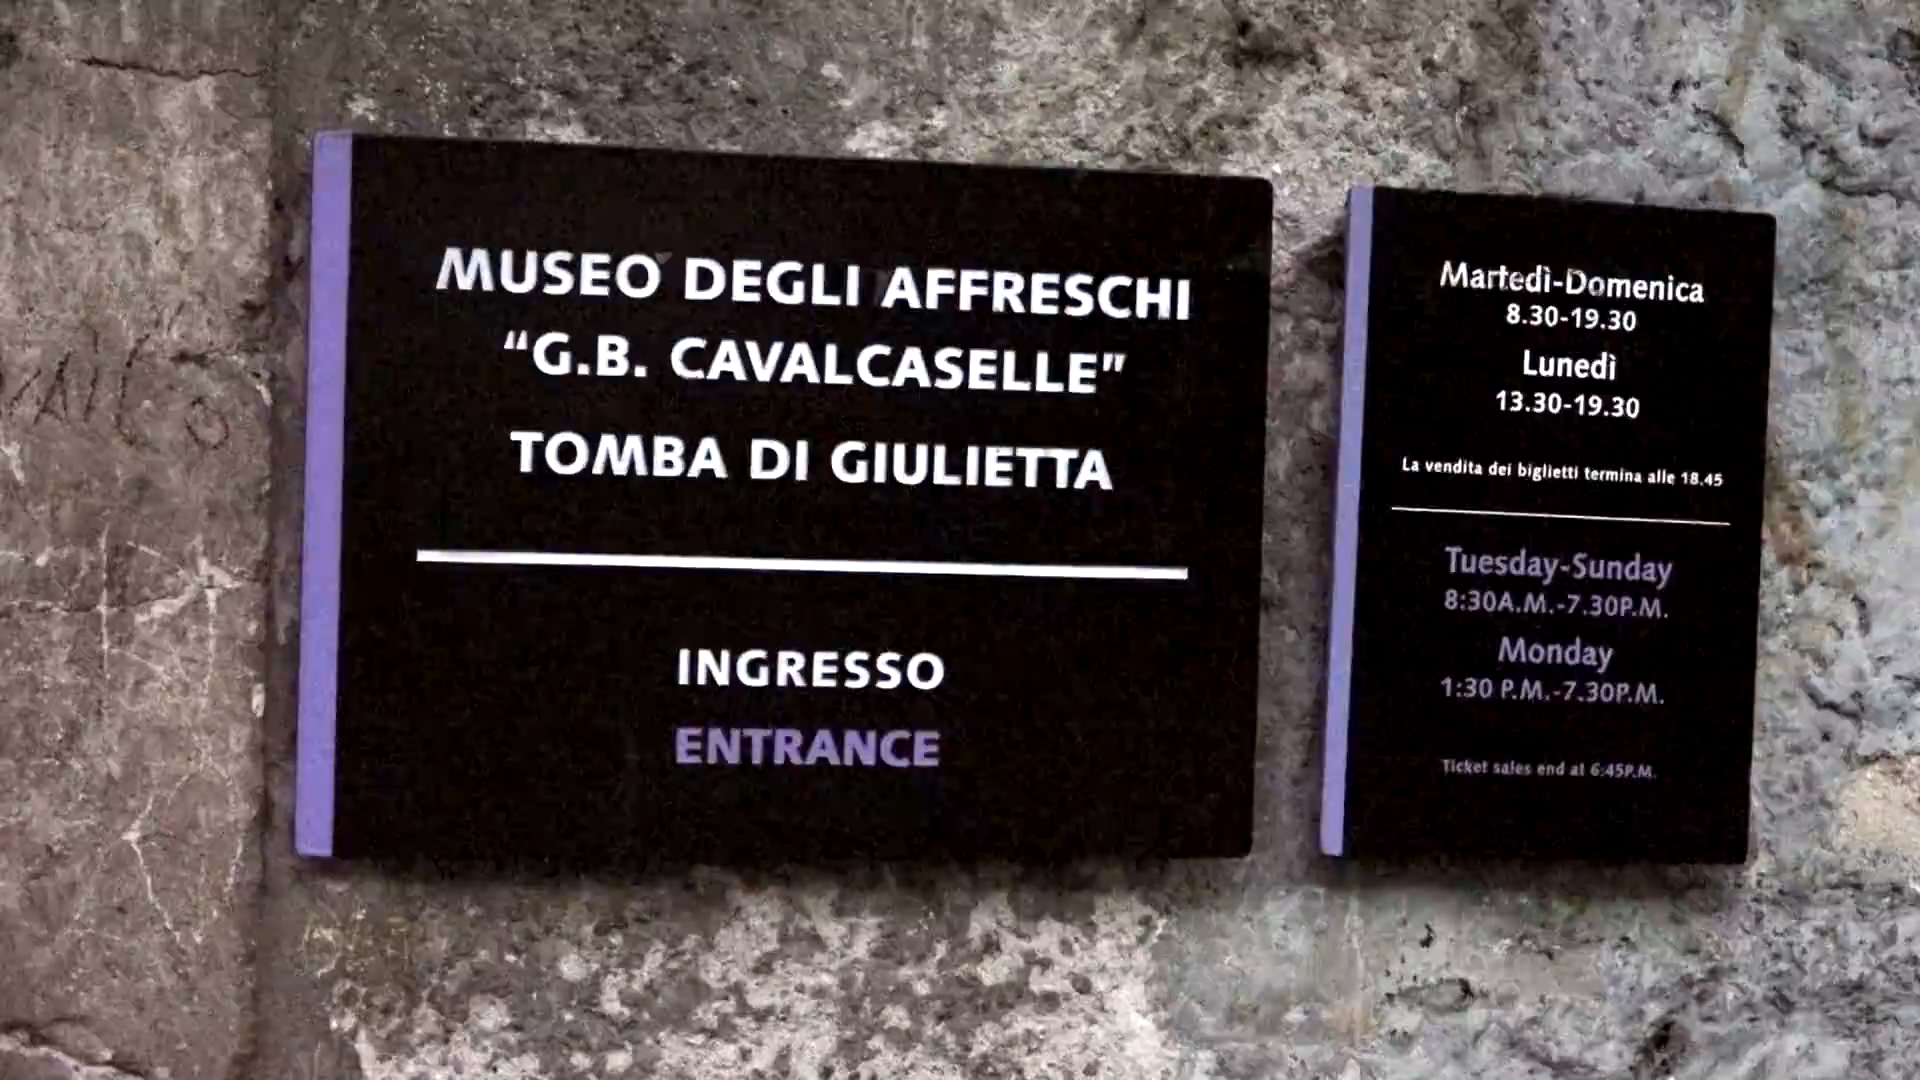 MUSEO DEGLI AFFRESCHI
“G.B. CAVALCASELLE”
TOMBA DI GIULIETTA
INGRESSO
ENTRANCE
Martedì-Domenica
8.30-19.30
Lunedì
13.30-19.30
La vendita dei biglietti termina alle 18.45
Tuesday-Sunday
8:30A.M.-7.30P.M.
Monday
1:30 P.M.-7.30P.M.
Ticket sales end at 6:45P.M.